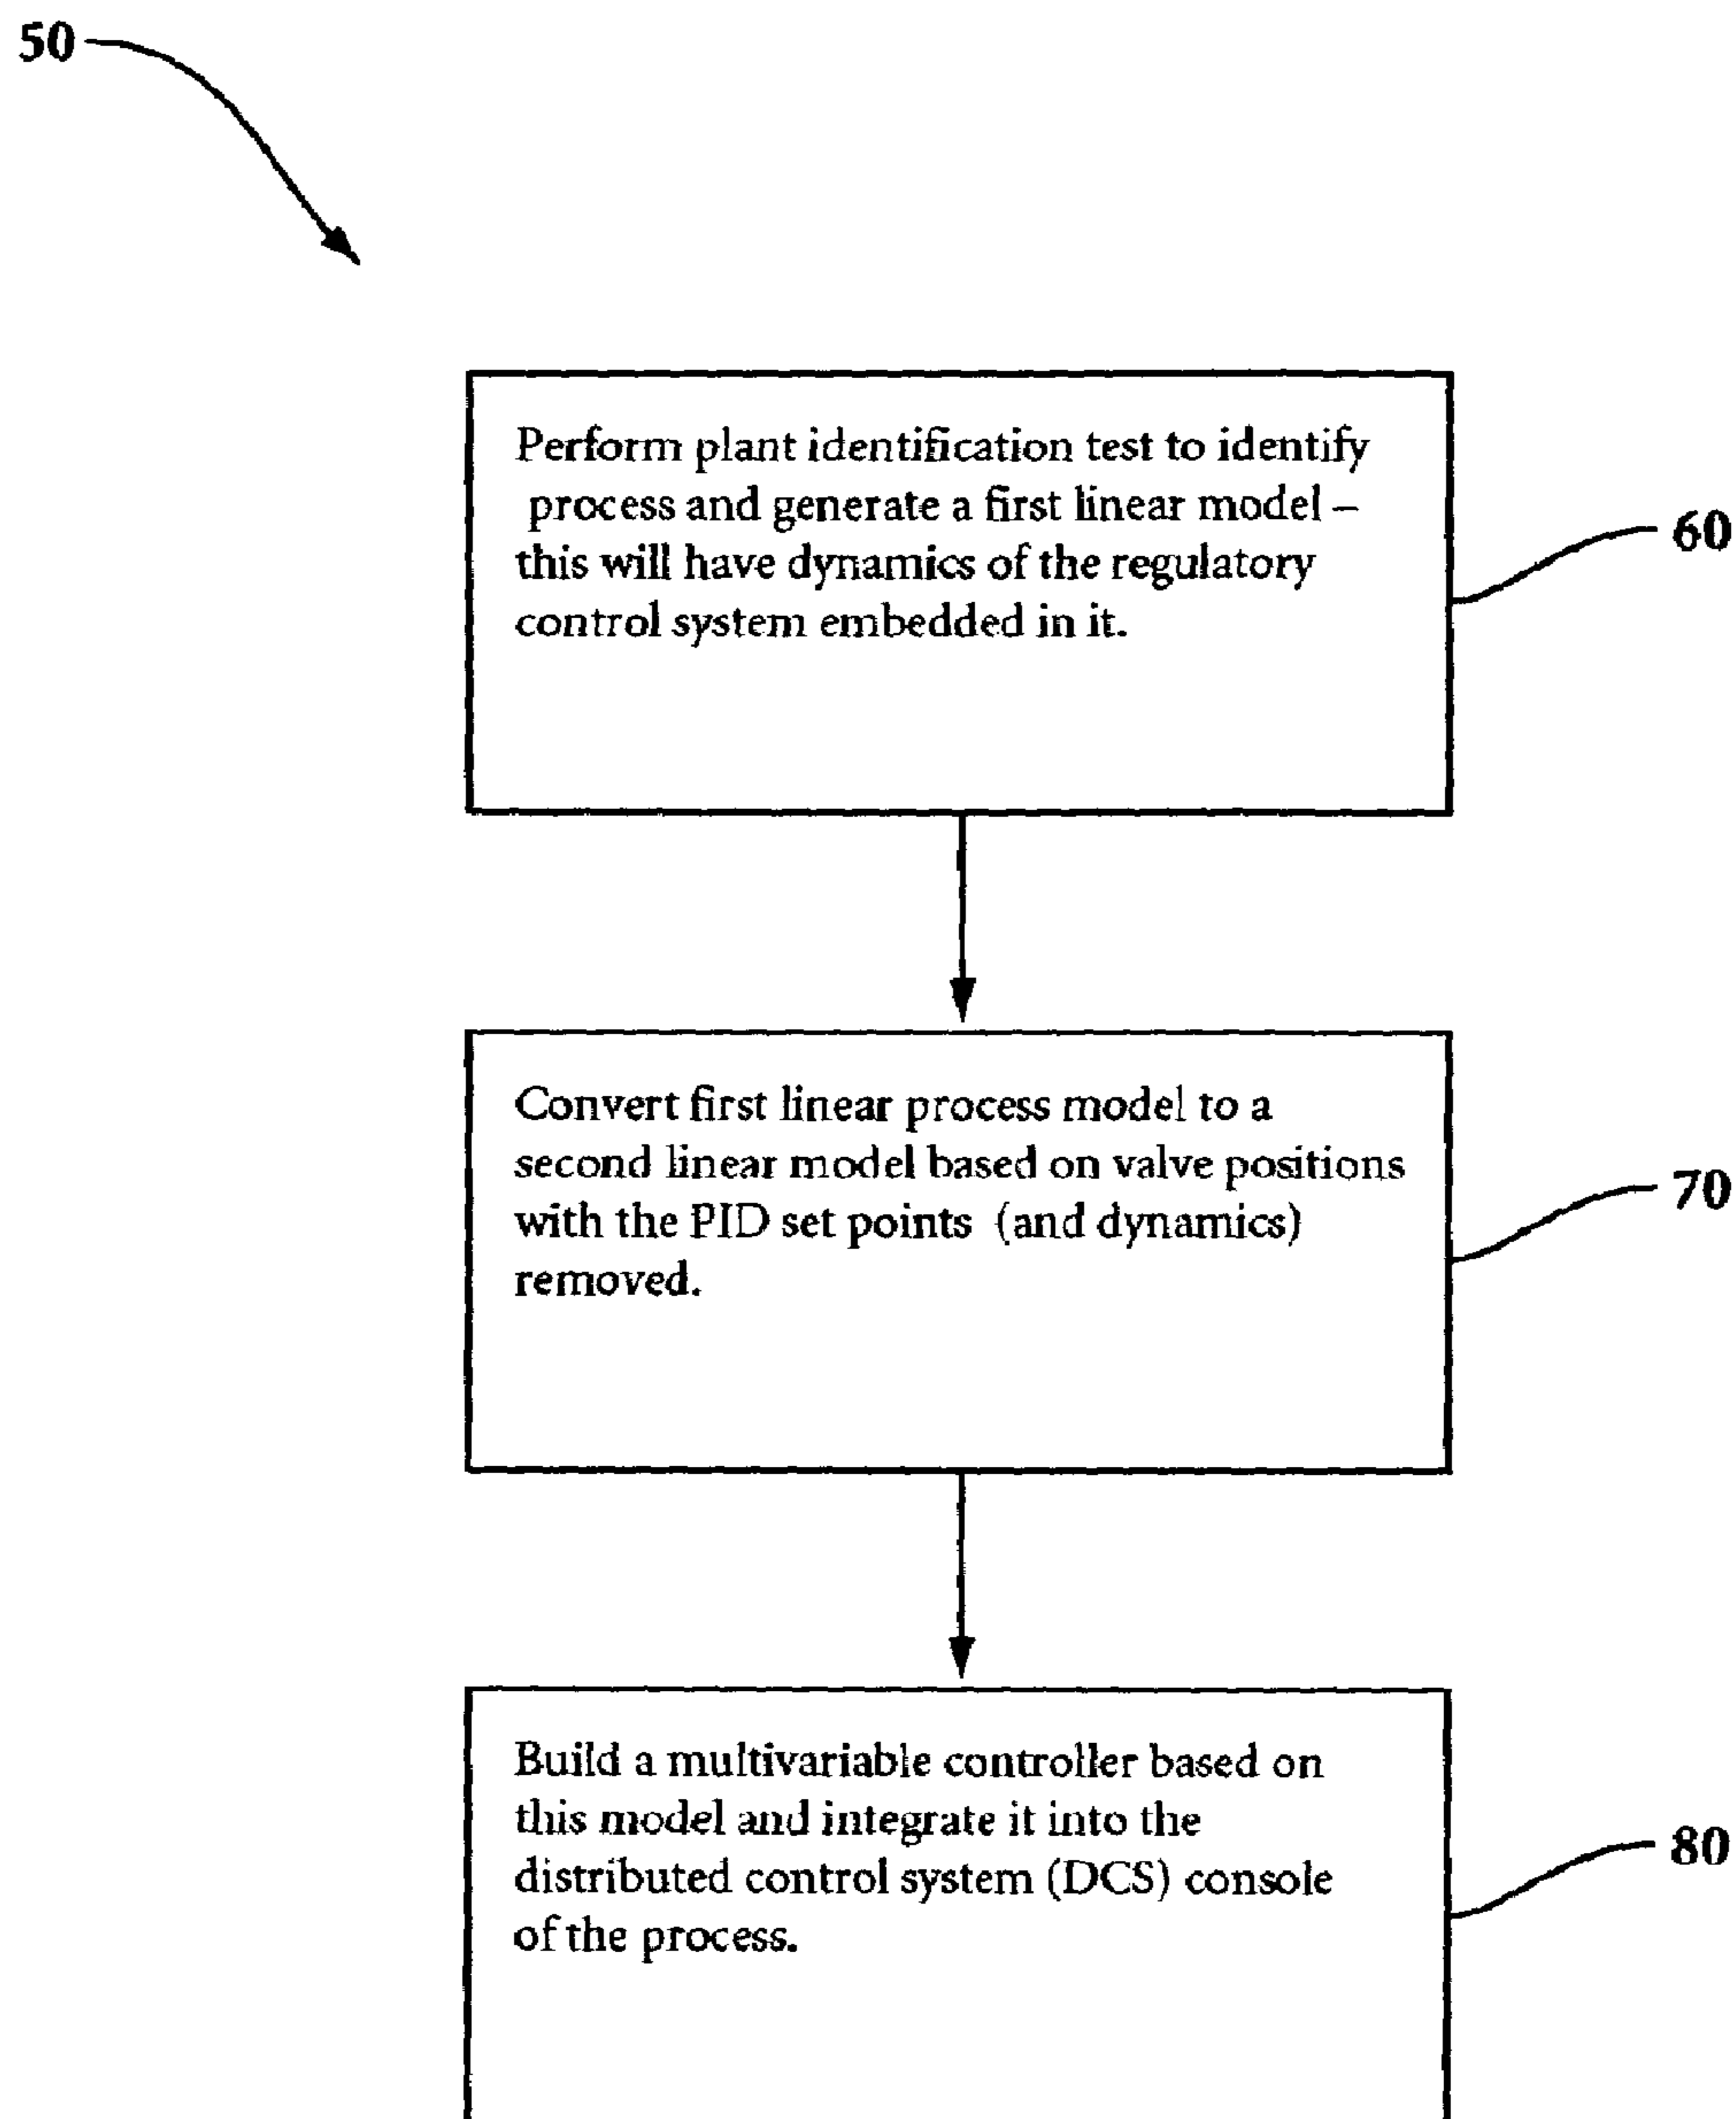 50
Perform plant identification test to identify
process and generate a first linear model –
this will have dynamics of the regulatory
control system embedded in it.
60
Convert first linear process model to a
second linear model based on valve positions
with the PID set points (and dynamics)
removed.
70
Build a multivariable controller based on
this model and integrate it into the
distributed control system (DCS) console
of the process.
80